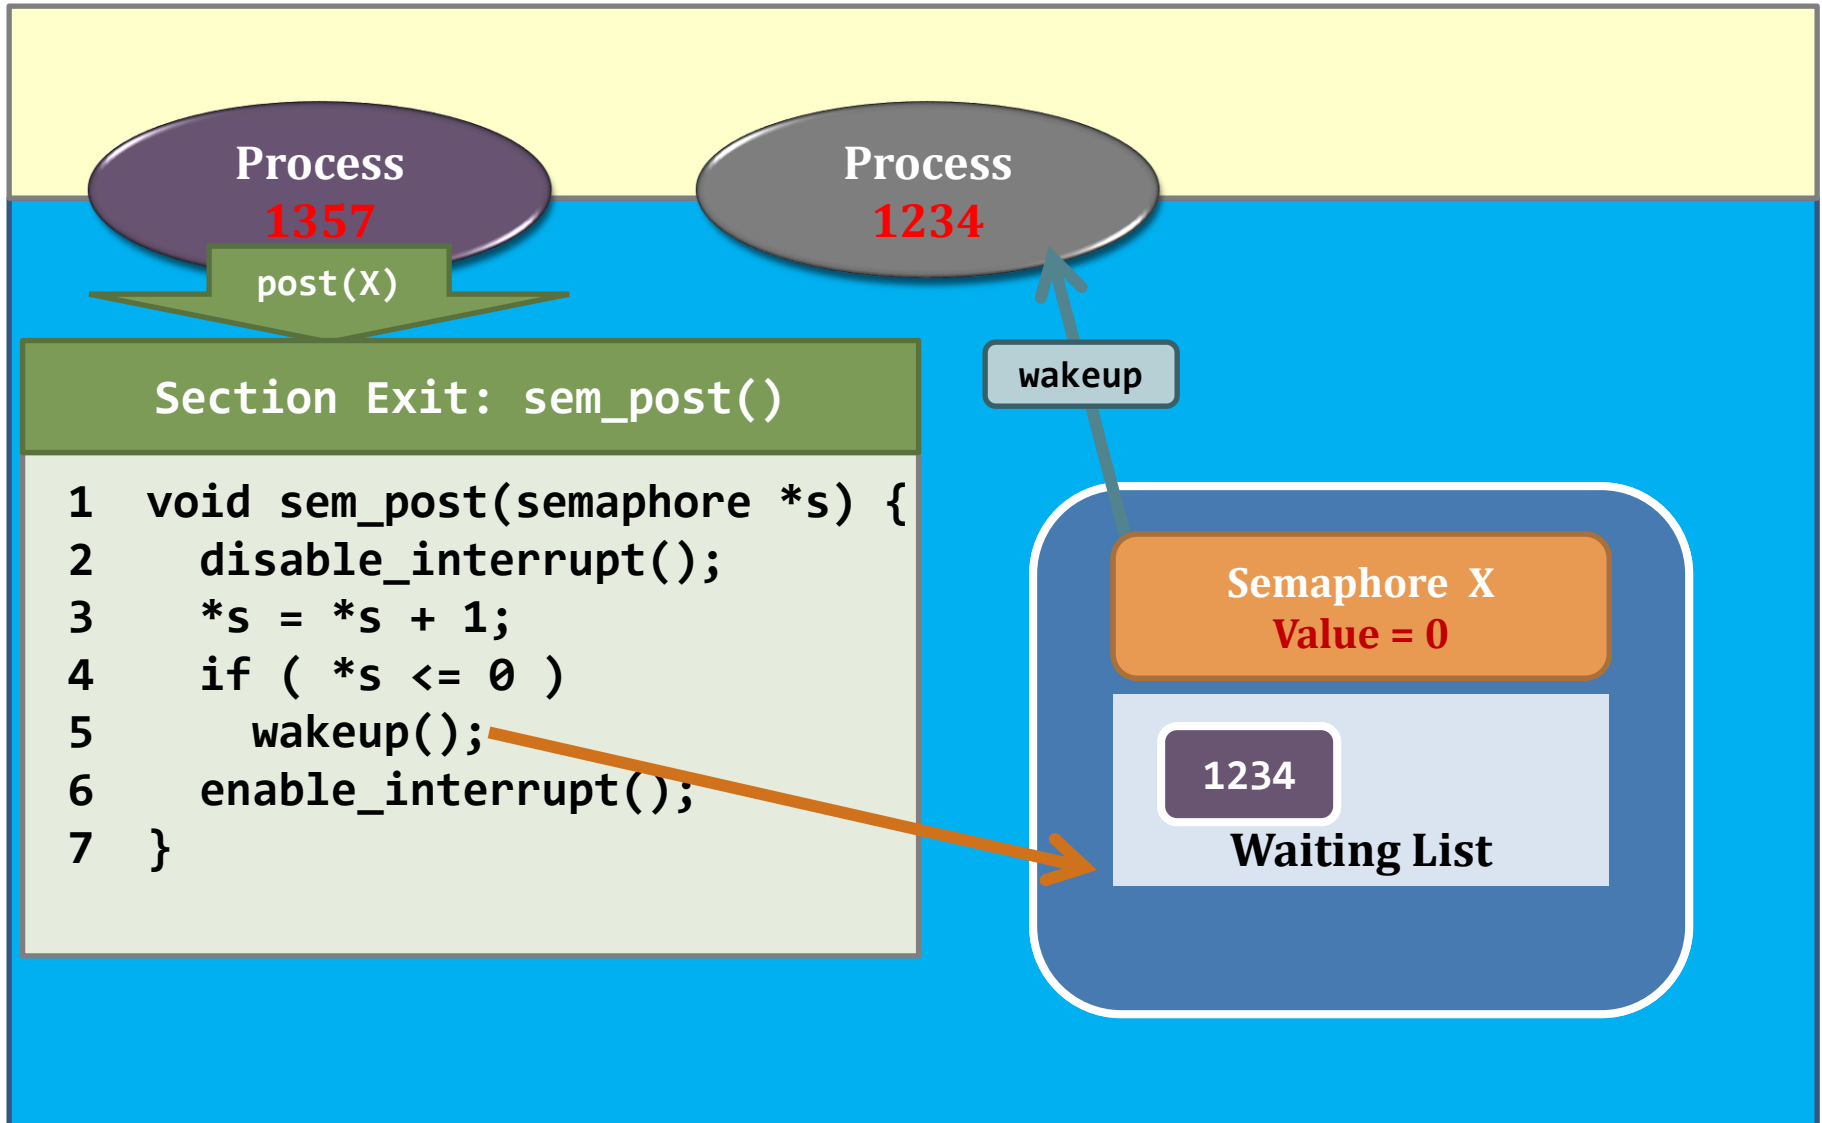 Process
1357
Process
1234
post(X)
Section Exit: sem_post()
1 void sem_post(semaphore *s) {
2   disable_interrupt();
3   *s = *s + 1;
4   if ( *s <= 0 )
5     wakeup();
6   enable_interrupt();
7 }
wakeup
Semaphore X
Value = 0
1234
Waiting List